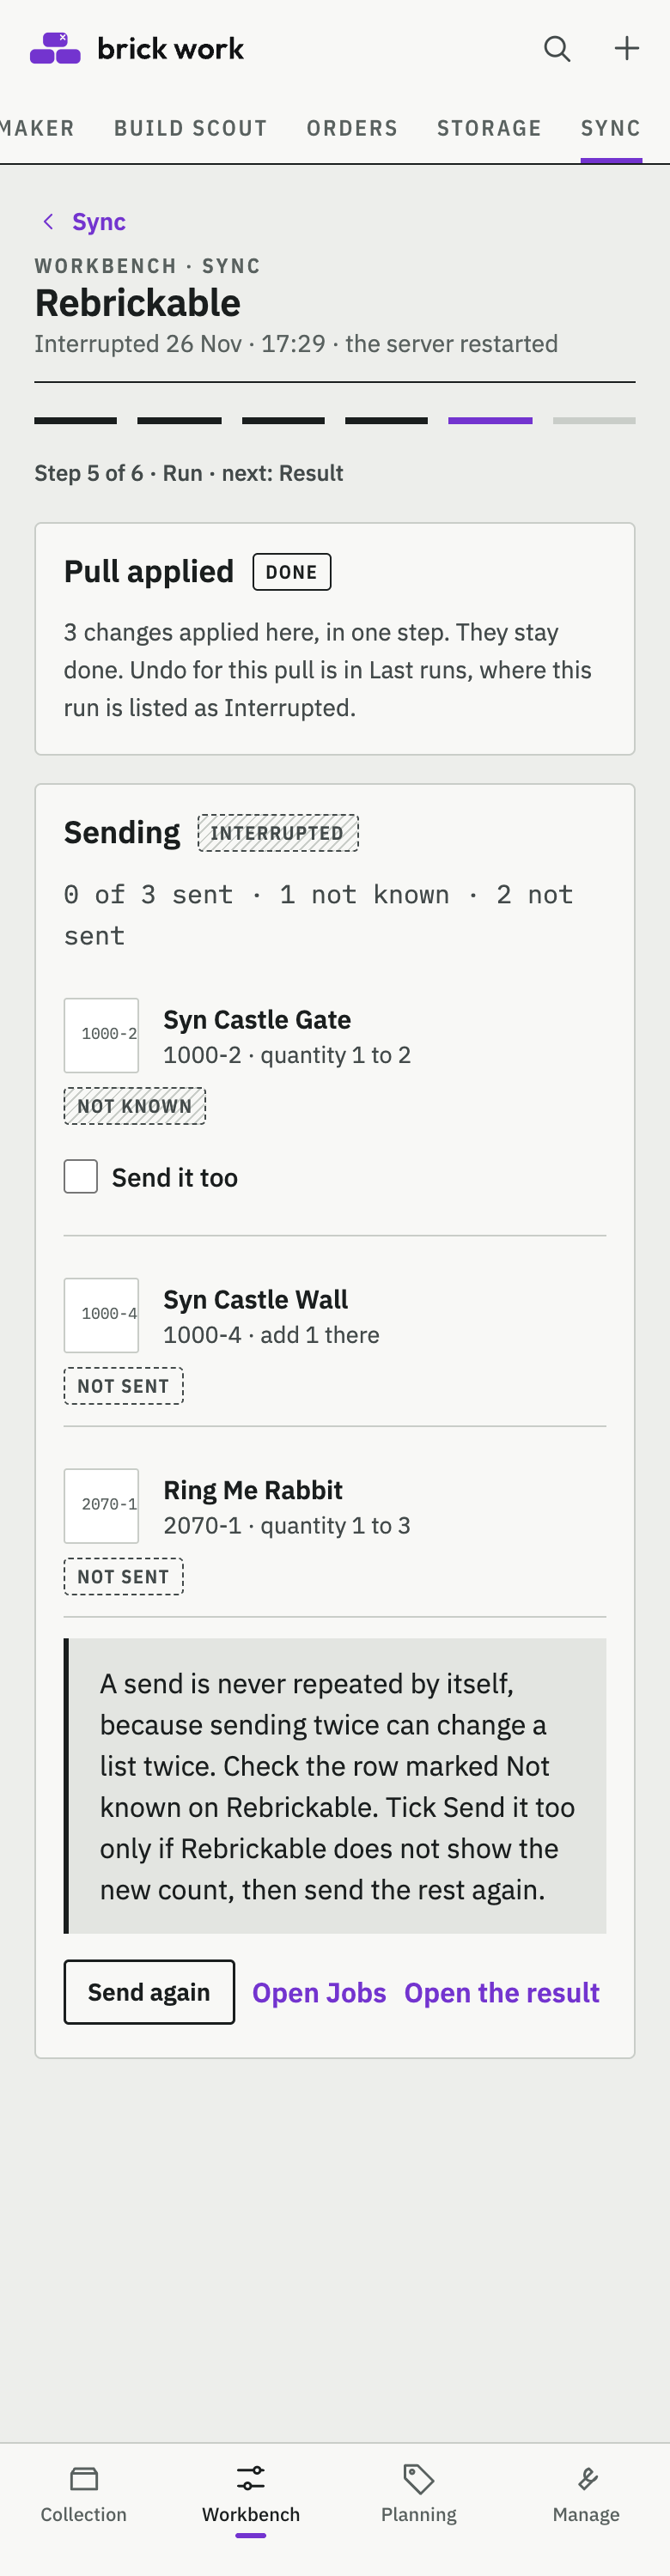 brick work
MAKER
BUILD SCOUT
ORDERS
STORAGE
SYNC
Sync
WORKBENCH · SYNC
Rebrickable
Interrupted 26 Nov · 17:29 · the server restarted
Step 5 of 6 · Run · next: Result
Pull applied
DONE
3 changes applied here, in one step. They stay
done. Undo for this pull is in Last runs, where this
run is listed as Interrupted.
Sending
INTERRUPTED
0 of 3 sent · 1 not known · 2 not
sent
1000-2
Syn Castle Gate
1000-2 · quantity 1 to 2
NOT KNOWN
Send it too
1000-4
Syn Castle Wall
1000-4 · add 1 there
NOT SENT
2070-1
Ring Me Rabbit
2070-1 · quantity 1 to 3
NOT SENT
A send is never repeated by itself,
because sending twice can change a
list twice. Check the row marked Not
known on Rebrickable. Tick Send it too
only if Rebrickable does not show the
new count, then send the rest again.
Send again
Open Jobs
Open the result
Collection
Workbench
Planning
Manage